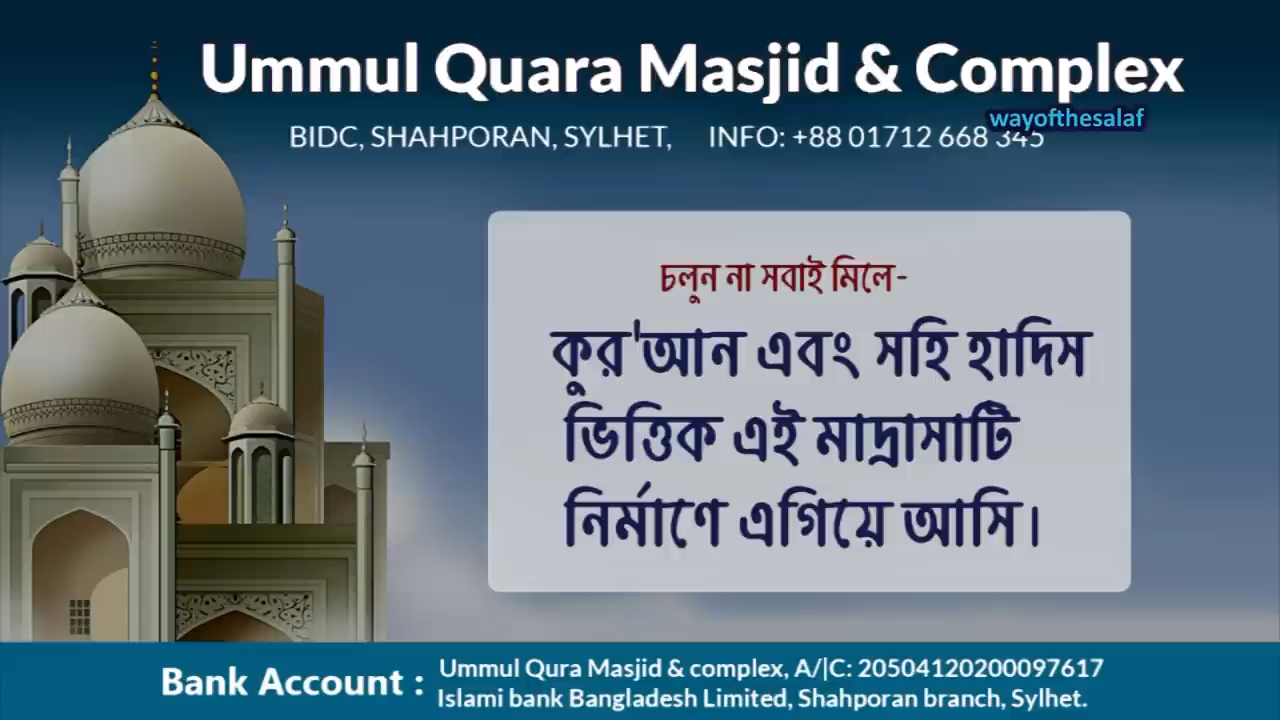 Ummul Quara Masjid & Complex
wayofthesalaf
BIDC, SHAHPORAN, SYLHET, INFO: +88 01712 668 345
চলুন না সবাই মিলে-
কুর'আন এবং সহি হাদিস
ভিত্তিক এই মাদ্রাসাটি
নির্মাণে এগিয়ে আসি।
Bank Account :
Ummul Qura Masjid & complex, A/|C: 20504120200097617
Islami bank Bangladesh Limited, Shahporan branch, Sylhet.